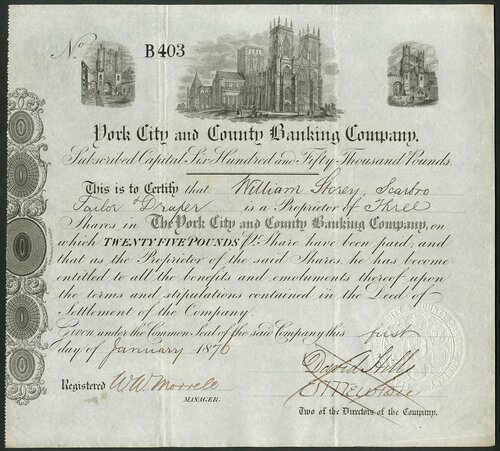 No B403
York City and County Banking Company.
Subscribed Capital Six Hundred and Fifty Thousand Pounds.
This is to Certify that William Storey, Scarbro
Tailor & Draper is a Proprietor of Three
Shares in The York City and County Banking Company, on
which TWENTY FIVE POUNDS Pr. Share have been paid, and
that as the Proprietor of the said Shares, he has become
entitled to all the benefits and emoluments thereof upon
the terms and stipulations contained in the Deed of
Settlement of the Company.
Given under the Common Seal of the said Company this first
day of January 1876
David Hill
Registered W. W. Morrell
MANAGER.
Two of the Directors of the Company.